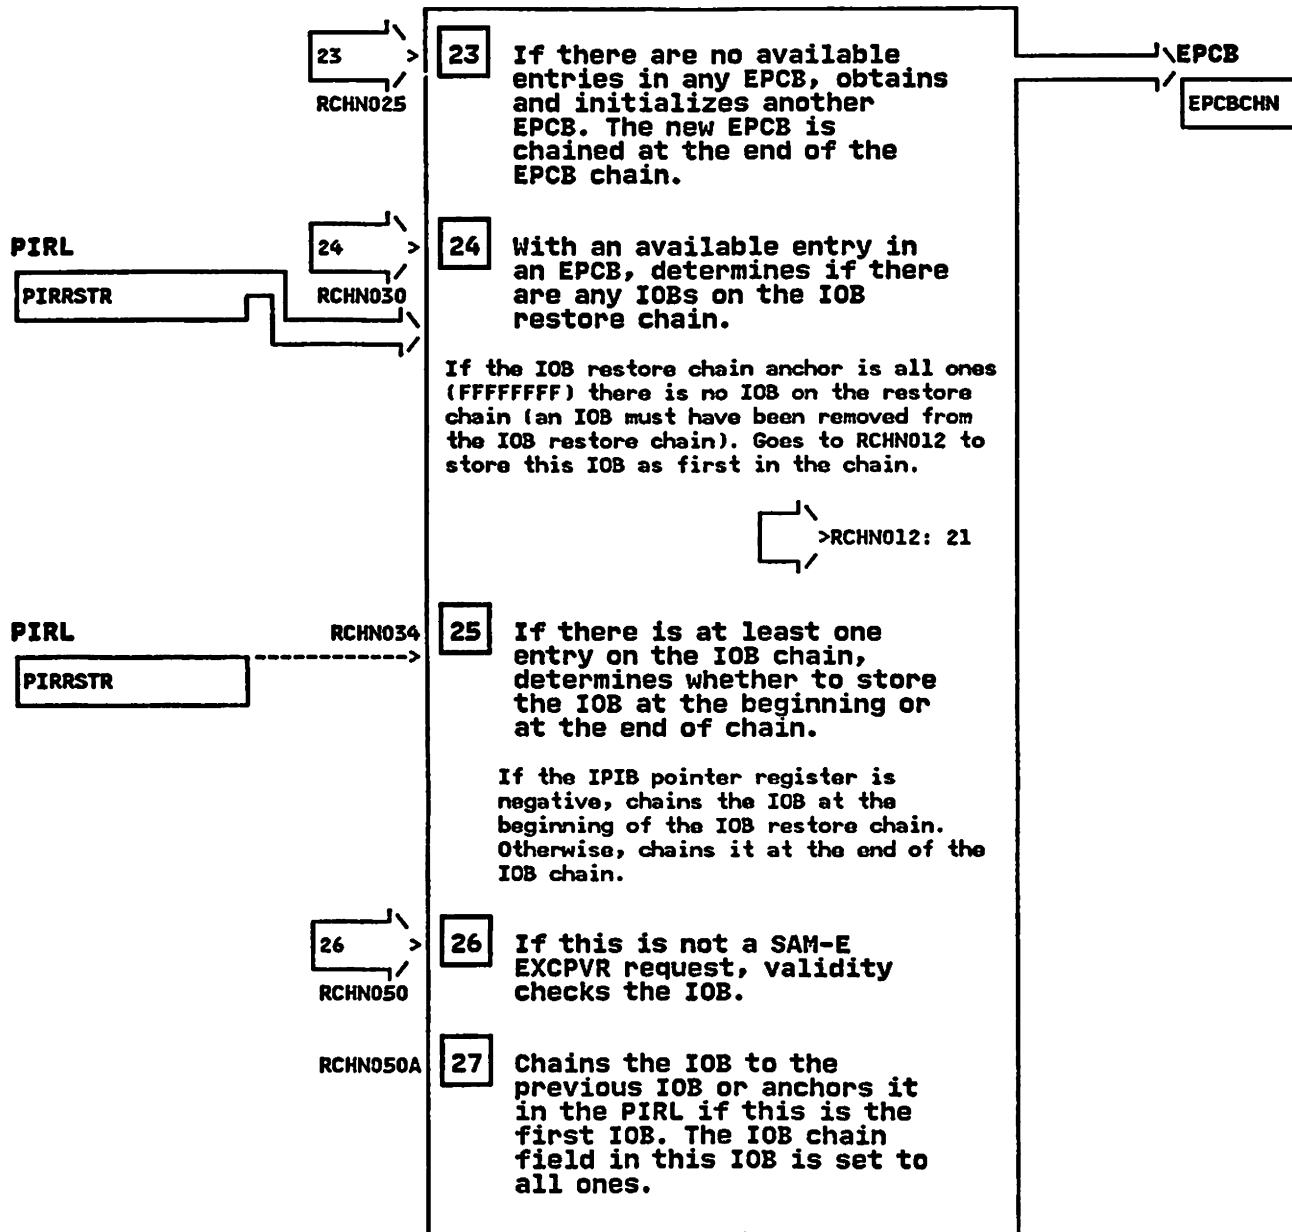 23
RCHN025
23
If there are no available
entries in any EPCB, obtains
and initializes another
EPCB. The new EPCB is
chained at the end of the
EPCB chain.
EPCB
EPCBCHN
PIRL
PIRRSTR
24
RCHN030
24
With an available entry in
an EPCB, determines if there
are any IOBs on the IOB
restore chain.
If the IOB restore chain anchor is all ones
(FFFFFFFF) there is no IOB on the restore
chain (an IOB must have been removed from
the IOB restore chain). Goes to RCHN012 to
store this IOB as first in the chain.
>RCHN012: 21
PIRL
PIRRSTR
RCHN034
25
If there is at least one
entry on the IOB chain,
determines whether to store
the IOB at the beginning or
at the end of chain.
If the IPIB pointer register is
negative, chains the IOB at the
beginning of the IOB restore chain.
Otherwise, chains it at the end of the
IOB chain.
26
RCHN050
26
If this is not a SAM-E
EXCPVR request, validity
checks the IOB.
RCHN050A
27
Chains the IOB to the
previous IOB or anchors it
in the PIRL if this is the
first IOB. The IOB chain
field in this IOB is set to
all ones.